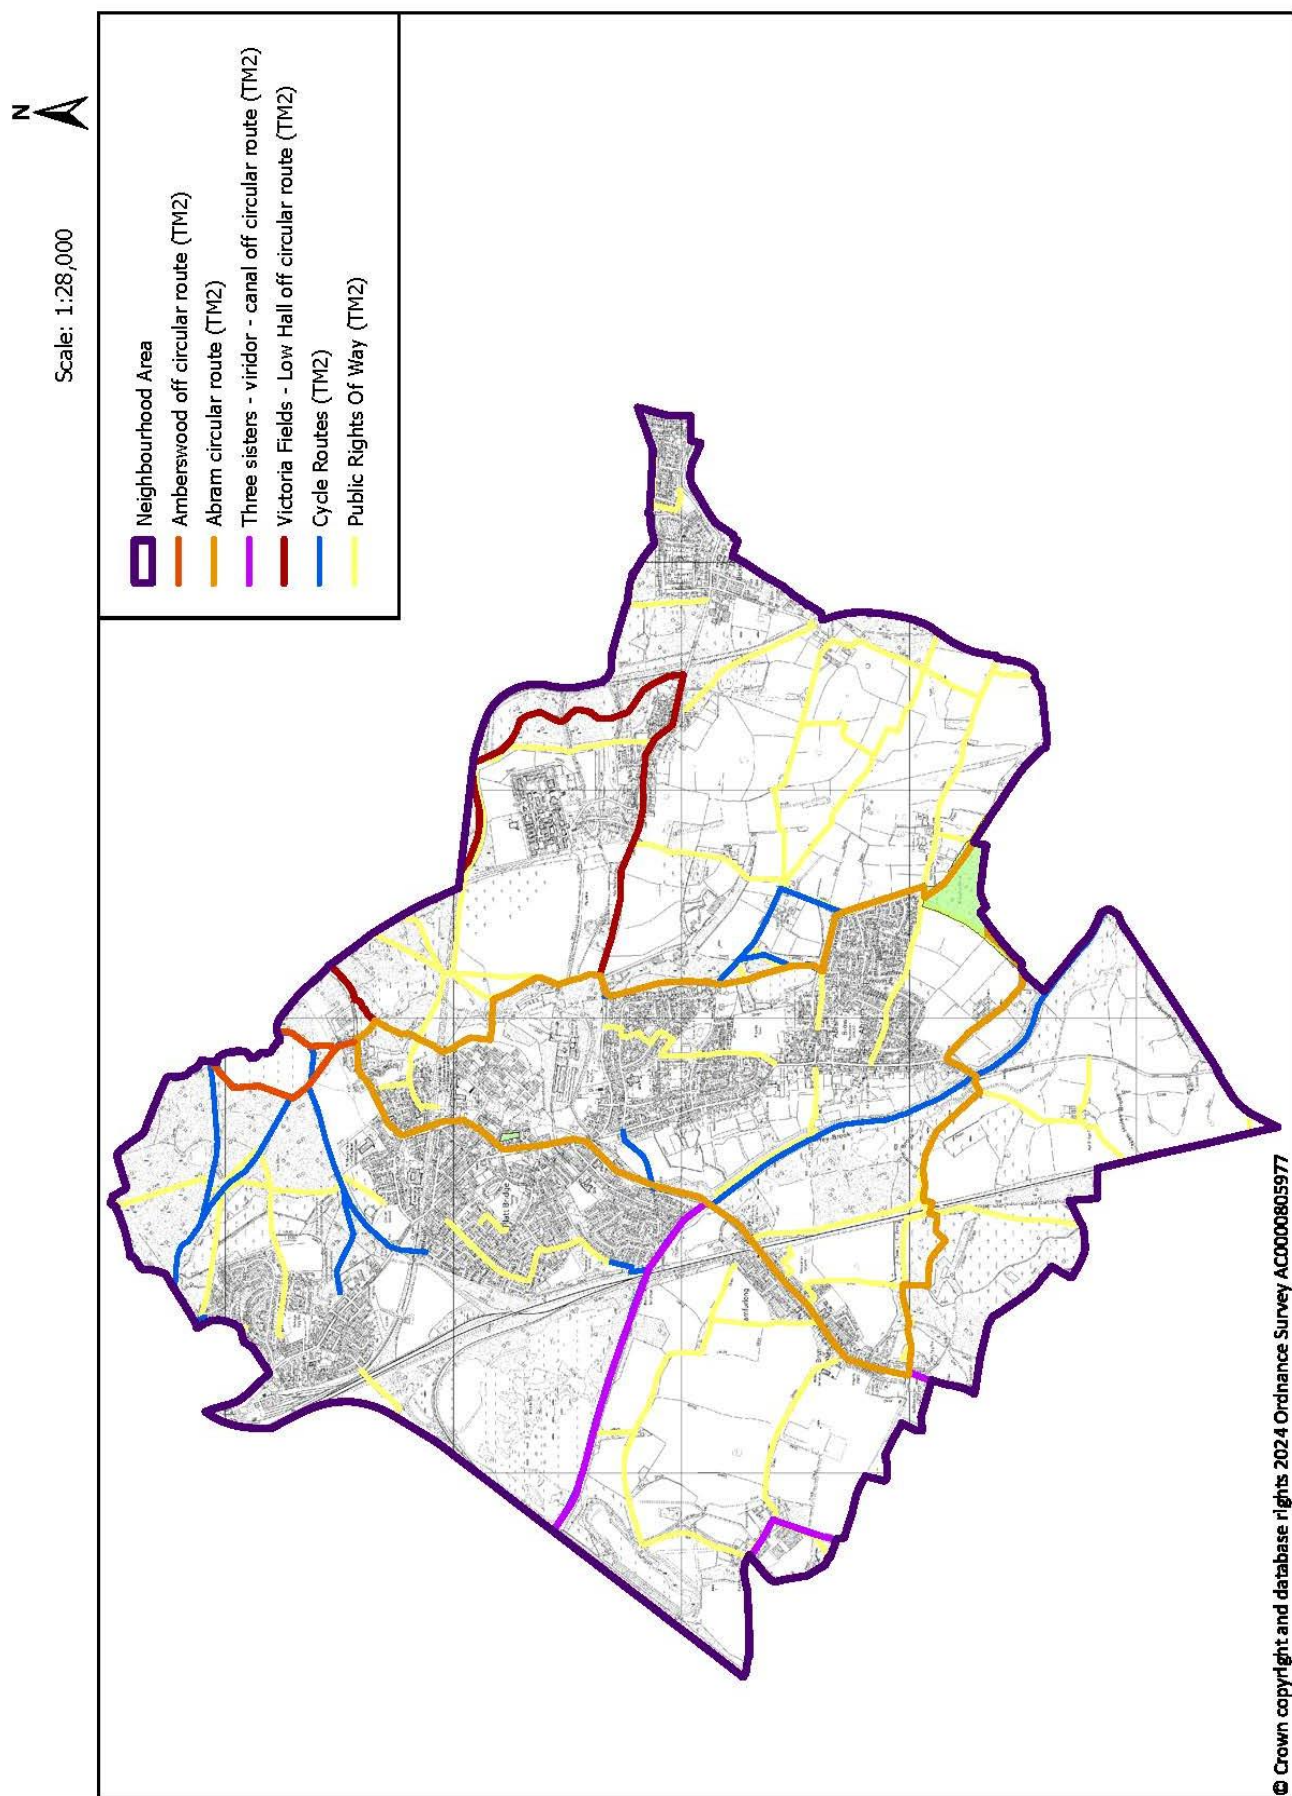 N
Scale: 1:28,000
Neighbourhood Area
Amberswood off circular route (TM2)
Abram circular route (TM2)
Three sisters - viridor - canal off circular route (TM2)
Victoria Fields - Low Hall off circular route (TM2)
Cycle Routes (TM2)
Public Rights Of Way (TM2)
Platt Bridge
© Crown copyright and database rights 2024 Ordnance Survey AC0000805977